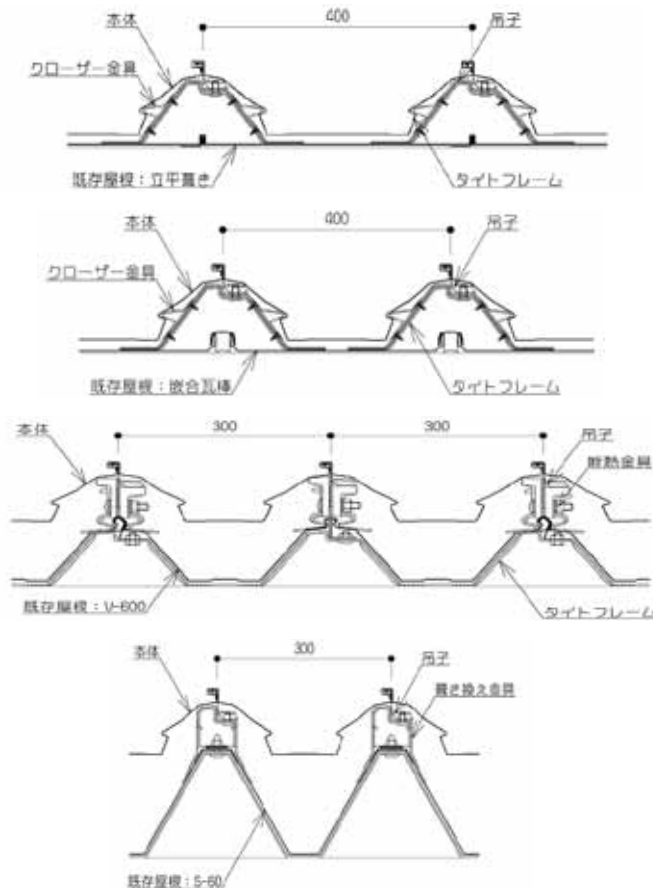 本体
400
吊子
クローザー金具
既存屋根：立平葺き
タイトフレーム
本体
400
吊子
クローザー金具
既存屋根：嵌合瓦棒
タイトフレーム
本体
300
300
吊子
断熱金具
既存屋根：V-600
タイトフレーム
本体
300
吊子
葺き換え金具
既存屋根：S-60